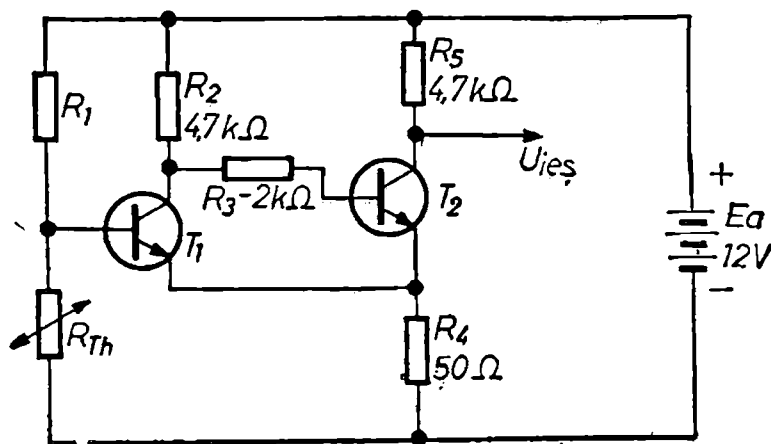 R1
R2
4,7kΩ
R3-2kΩ
R5
4,7kΩ
Uieș
T1
T2
+
Ea
12V
−
RTh
R4
50Ω